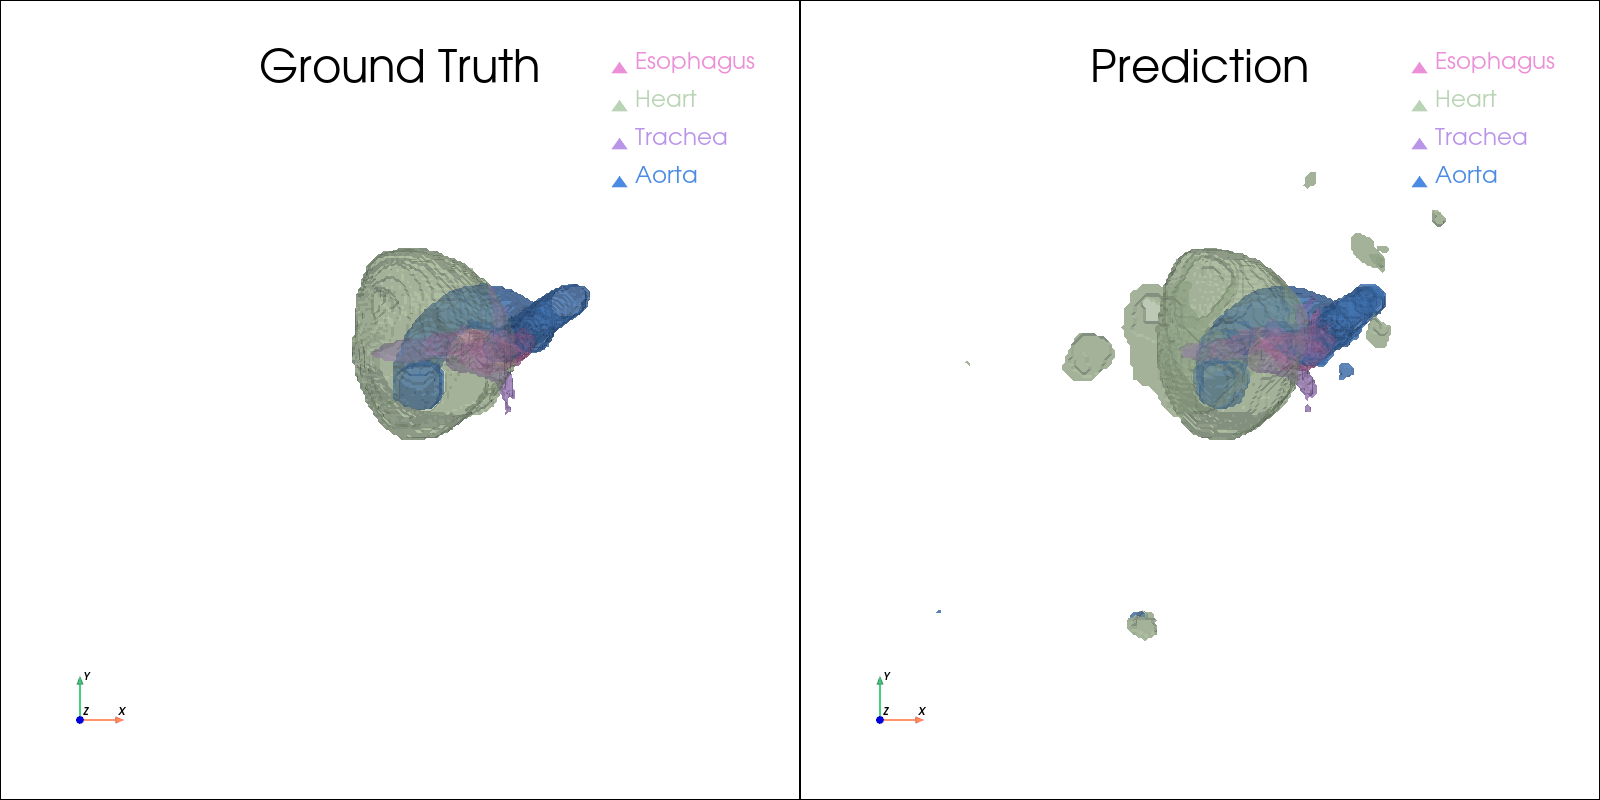 Ground Truth
Esophagus
Heart
Trachea
Aorta
Y
Z
X
Prediction
Esophagus
Heart
Trachea
Aorta
Y
Z
X